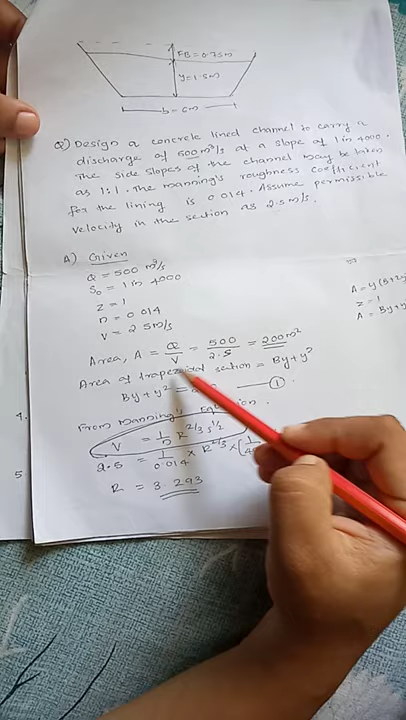 FB = 0.75m
y = 1.5m
b = 6m
Q) Design a concrete lined channel to carry a
discharge of 500 m³/s at a slope of 1 in 4000.
The side slopes of the channel may be taken
as 1:1. The manning's roughness coefficient
for the lining is 0.014. Assume permissible
velocity in the section as 2.5 m/s.
A) Given
Q = 500 m³/s
S₀ = 1 in 4000
Z = 1
n = 0.014
V = 2.5 m/s
Area, A = Q/V = 500/2.5 = 200 m²
Area of trapezoidal section = By + y²
By + y² = ①
From Manning's Equation.
V = 1/n R^2/3 S^1/2
2.5 = 1/0.014 × R^2/3 × (1/
R = 3.293
A = y(B+
Z = 1
A = By + y
4.
5